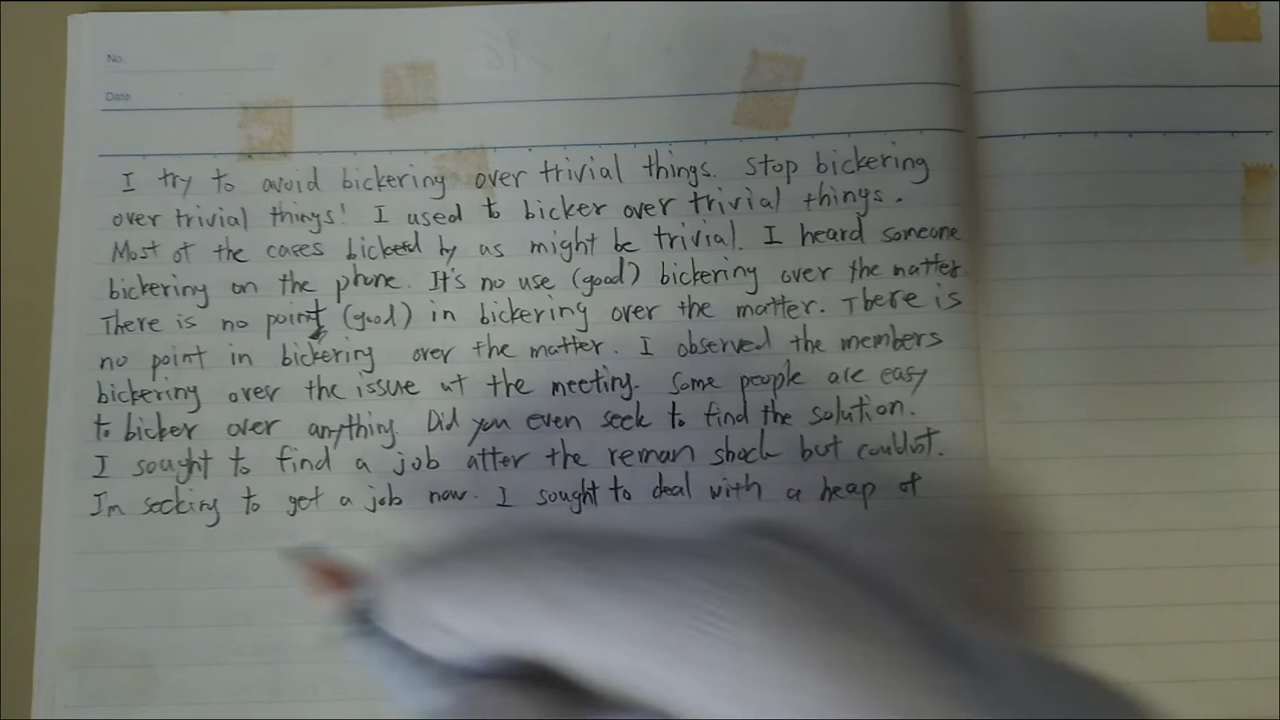 No.
Date
I try to avoid bickering over trivial things. Stop bickering
over trivial things! I used to bicker over trivial things.
Most of the cases bickered by us might be trivial. I heard someone
bickering on the phone. It's no use (good) bickering over the matter.
There is no point (good) in bickering over the matter. There is
no point in bickering over the matter. I observed the members
bickering over the issue at the meeting. Some people are easy
to bicker over anything. Did you even seek to find the solution.
I sought to find a job after the reman shock but couldn't.
I'm seeking to get a job now. I sought to deal with a heap of